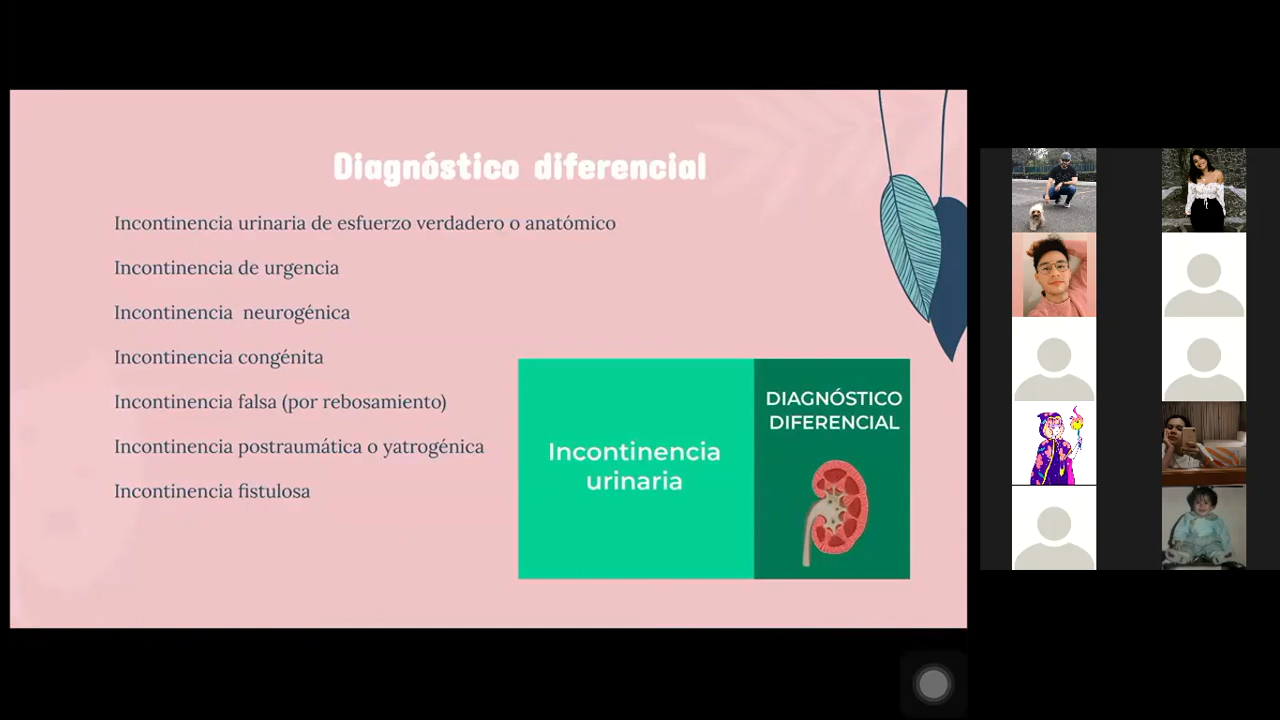 Diagnóstico diferencial
Incontinencia urinaria de esfuerzo verdadero o anatómico
Incontinencia de urgencia
Incontinencia neurogénica
Incontinencia congénita
Incontinencia falsa (por rebosamiento)
Incontinencia postraumática o yatrogénica
Incontinencia fistulosa
Incontinencia
urinaria
DIAGNÓSTICO
DIFERENCIAL